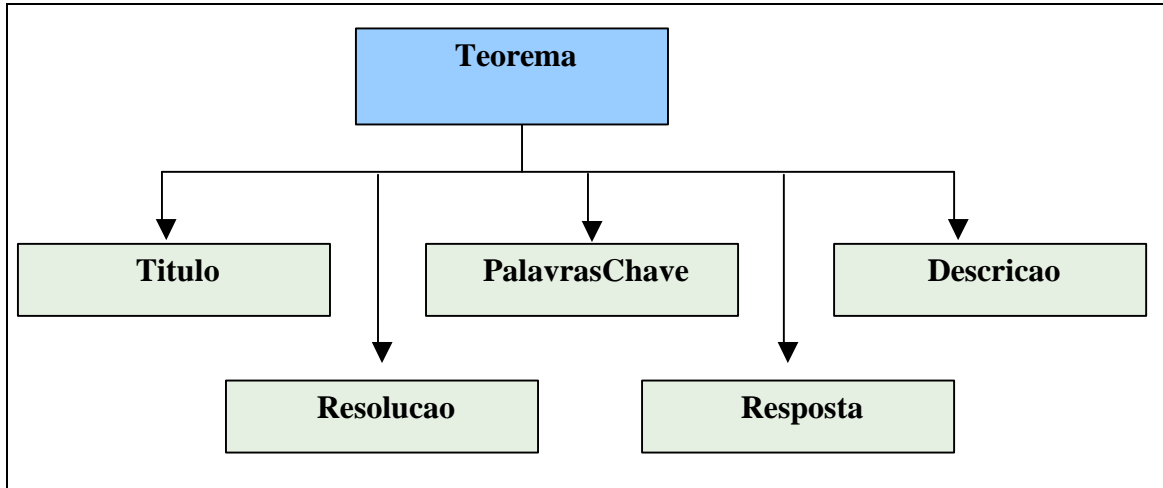 Teorema
Titulo
PalavrasChave
Descricao
Resolucao
Resposta